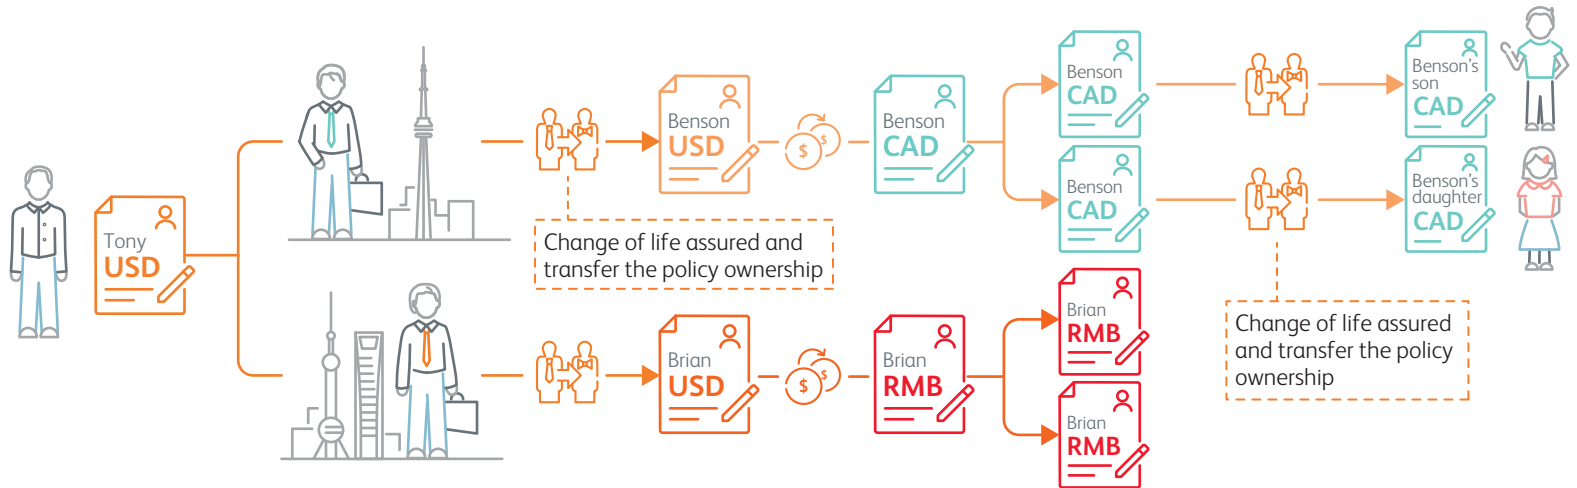 Tony
USD
Benson
USD
$
$
Benson
CAD
Benson
CAD
Benson's
son
CAD
Benson
CAD
Benson's
daughter
CAD
Change of life assured and
transfer the policy ownership
Brian
USD
$
$
Brian
RMB
Brian
RMB
Brian
RMB
Change of life assured
and transfer the policy
ownership